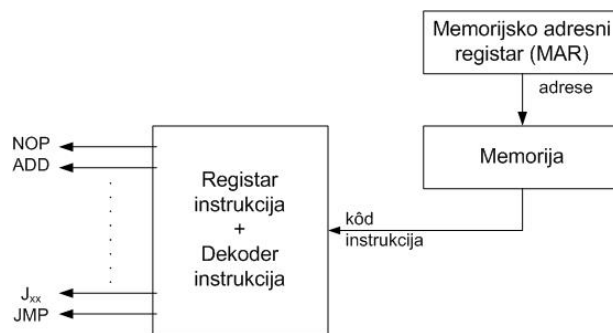 Memorijsko adresni
registar (MAR)
adrese
Memorija
kôd
instrukcija
Registar
instrukcija
+
Dekoder
instrukcija
NOP
ADD
Jxx
JMP